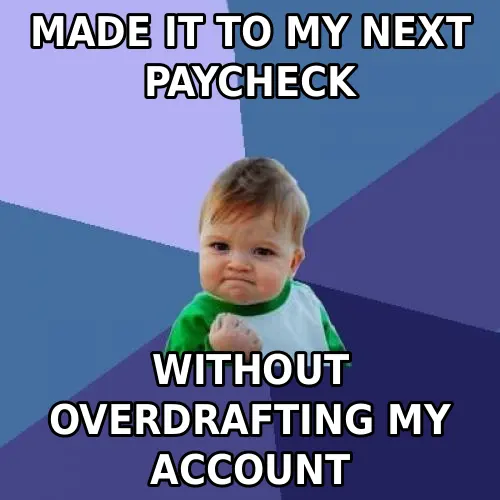 MADE IT TO MY NEXT
PAYCHECK
WITHOUT
OVERDRAFTING MY
ACCOUNT